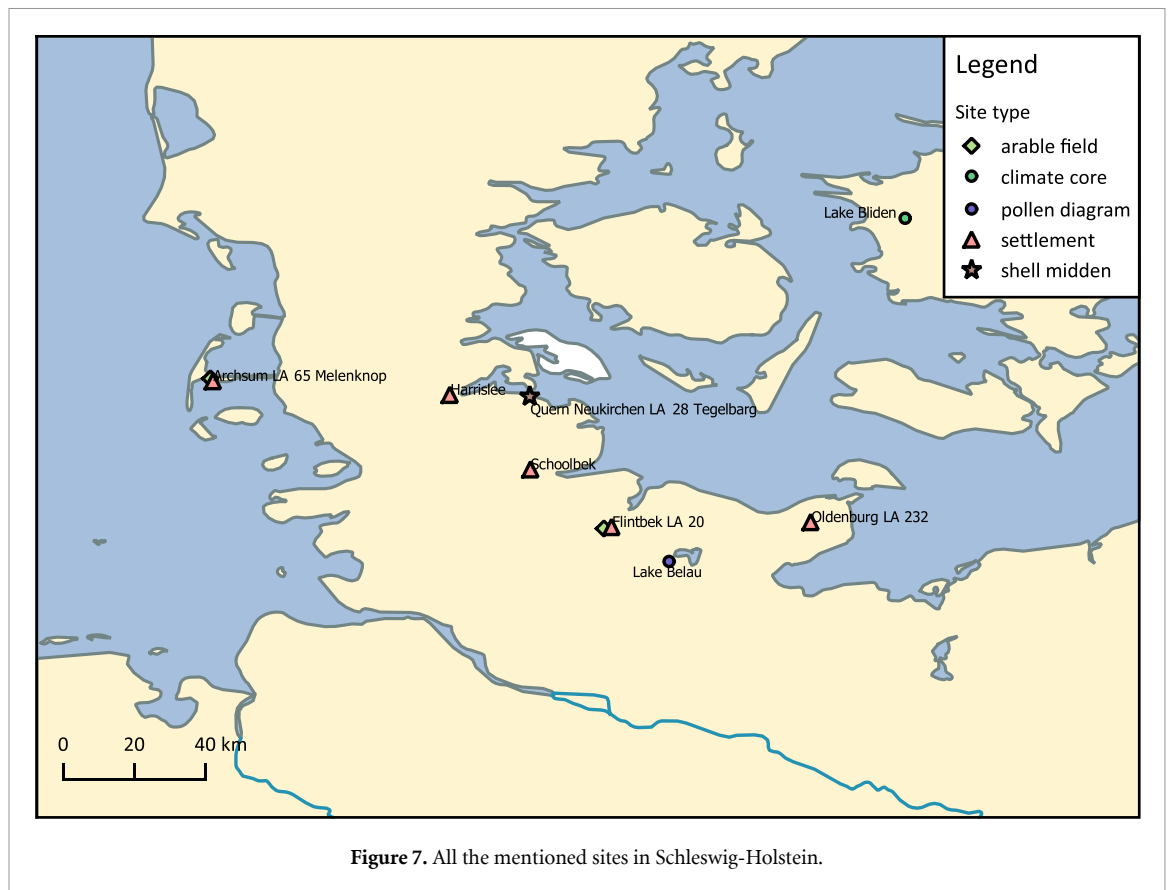 Legend
Site type
arable field
climate core
pollen diagram
settlement
shell midden
Lake Bliden
Archsum LA 65 Melenknop
Harrislee
Quern Neukirchen LA 28 Tegelbarg
Schoolbek
Flintbek LA 20
Oldenburg LA 232
Lake Belau
0 20 40 km
Figure 7. All the mentioned sites in Schleswig-Holstein.